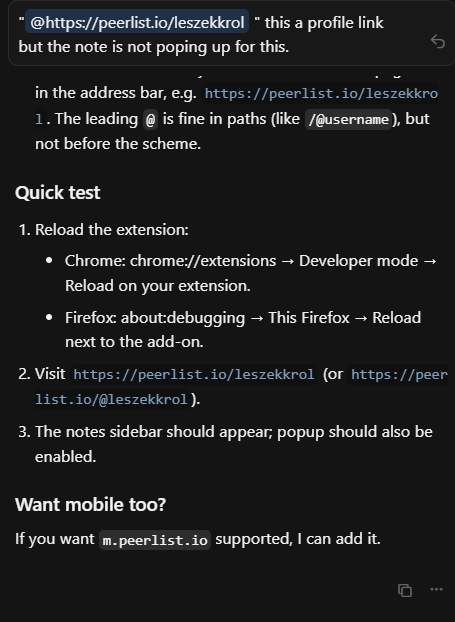 " @https://peerlist.io/leszekkrol " this a profile link
but the note is not poping up for this.
in the address bar, e.g. https://peerlist.io/leszekkro
l . The leading @ is fine in paths (like /@username), but
not before the scheme.
Quick test
1. Reload the extension:
• Chrome: chrome://extensions → Developer mode →
Reload on your extension.
• Firefox: about:debugging → This Firefox → Reload
next to the add-on.
2. Visit https://peerlist.io/leszekkrol (or https://peer
list.io/@leszekkrol ).
3. The notes sidebar should appear; popup should also be
enabled.
Want mobile too?
If you want m.peerlist.io supported, I can add it.